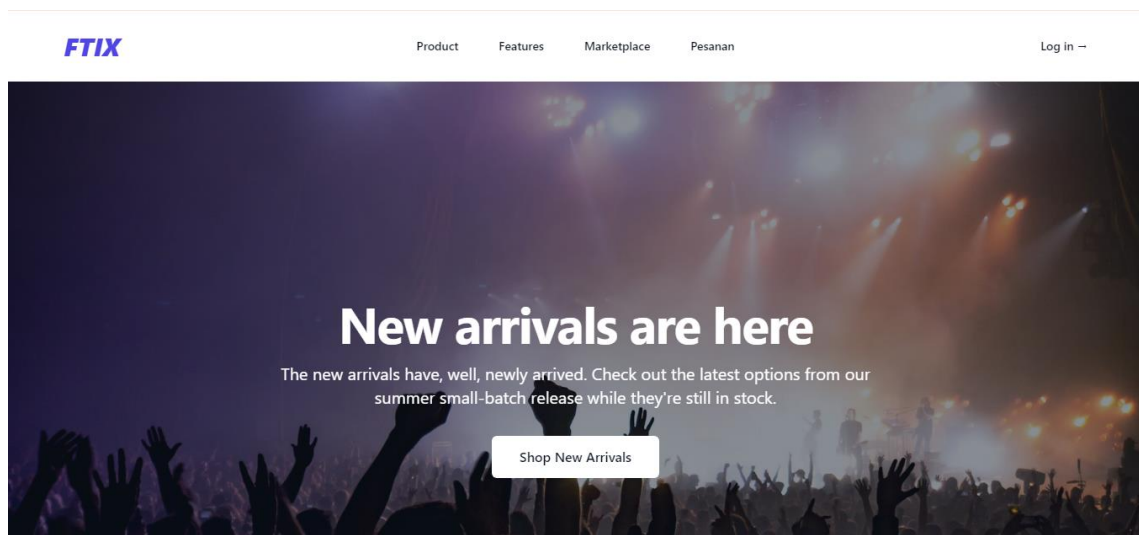 FTIX
Product
Features
Marketplace
Pesanan
Log in →
New arrivals are here
The new arrivals have, well, newly arrived. Check out the latest options from our
summer small-batch release while they're still in stock.
Shop New Arrivals